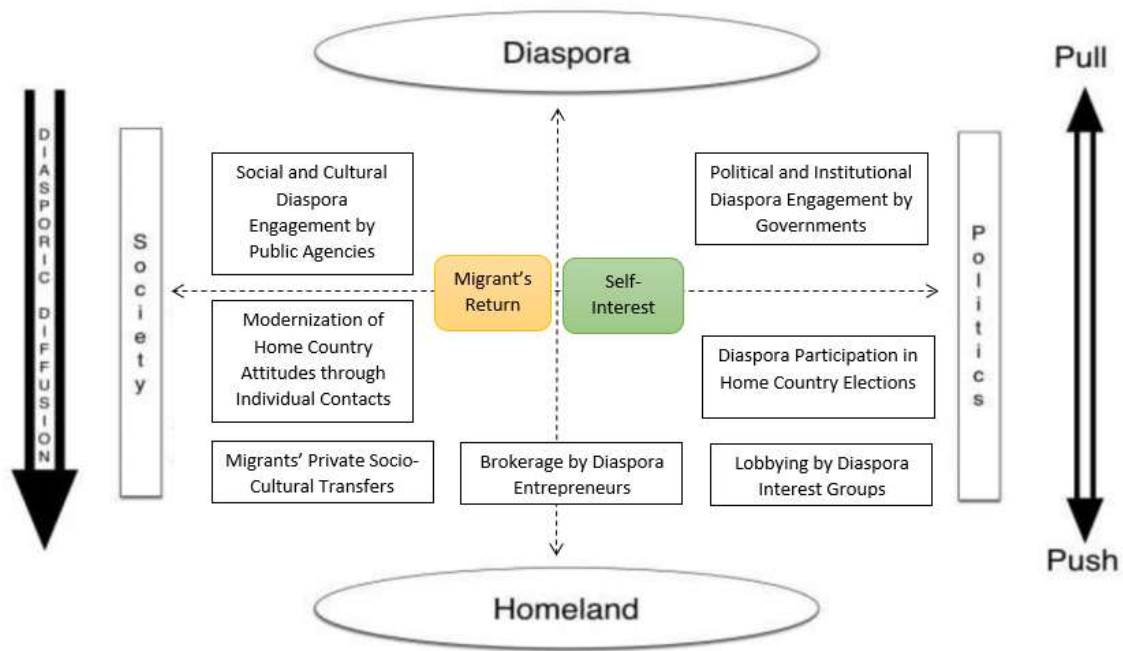 Diaspora
Pull
DIASPORIC DIFFUSION
Society
Social and Cultural
Diaspora
Engagement by
Public Agencies
Political and Institutional
Diaspora Engagement by
Governments
Politics
Migrant's
Return
Self-
Interest
Modernization of
Home Country
Attitudes through
Individual Contacts
Diaspora Participation in
Home Country Elections
Migrants' Private Socio-
Cultural Transfers
Brokerage by Diaspora
Entrepreneurs
Lobbying by Diaspora
Interest Groups
Push
Homeland